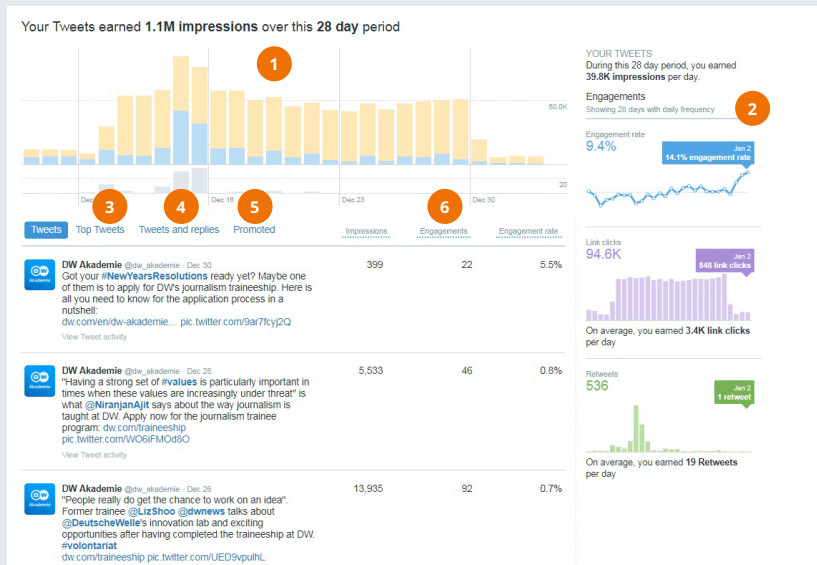 Your Tweets earned 1.1M impressions over this 28 day period
1
50.0K
20
Dec 16
Dec 23
Dec 30
3
4
5
6
Tweets
Top Tweets
Tweets and replies
Promoted
Impressions
Engagements
Engagement rate
DW Akademie @dw_akademie · Dec 30
Got your #NewYearsResolutions ready yet? Maybe one
of them is to apply for DW's journalism traineeship. Here is
all you need to know for the application process in a
nutshell:
dw.com/en/dw-akademie… pic.twitter.com/9ar7fcyj2Q
View Tweet activity
399
22
5.5%
DW Akademie @dw_akademie · Dec 28
"Having a strong set of #values is particularly important in
times when these values are increasingly under threat" is
what @NiranjanAjit says about the way journalism is
taught at DW. Apply now for the journalism trainee
program: dw.com/traineeship
pic.twitter.com/WO6iFMOd8O
View Tweet activity
5,533
46
0.8%
DW Akademie @dw_akademie · Dec 26
"People really do get the chance to work on an idea".
Former trainee @LizShoo @dwnews talks about
@DeutscheWelle's innovation lab and exciting
opportunities after having completed the traineeship at DW.
#volontariat
dw.com/traineeship pic.twitter.com/UED9vpulhL
13,935
92
0.7%
YOUR TWEETS
During this 28 day period, you earned
39.8K impressions per day.
Engagements
Showing 28 days with daily frequency
2
Engagement rate
9.4%
Jan 2
14.1% engagement rate
Link clicks
94.6K
Jan 2
848 link clicks
On average, you earned 3.4K link clicks
per day
Retweets
536
Jan 2
1 retweet
On average, you earned 19 Retweets
per day